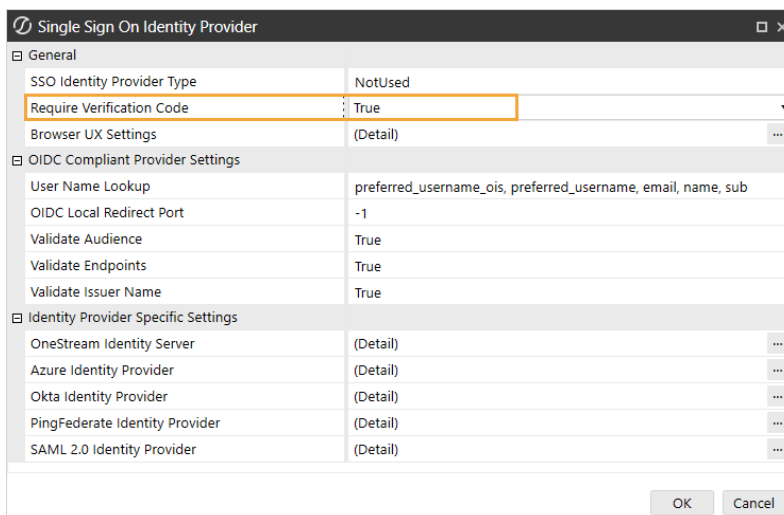 Single Sign On Identity Provider
General
SSO Identity Provider Type NotUsed
Require Verification Code True
Browser UX Settings (Detail) ...
OIDC Compliant Provider Settings
User Name Lookup preferred_username_ois, preferred_username, email, name, sub
OIDC Local Redirect Port -1
Validate Audience True
Validate Endpoints True
Validate Issuer Name True
Identity Provider Specific Settings
OneStream Identity Server (Detail) ...
Azure Identity Provider (Detail) ...
Okta Identity Provider (Detail) ...
PingFederate Identity Provider (Detail) ...
SAML 2.0 Identity Provider (Detail) ...
OK Cancel